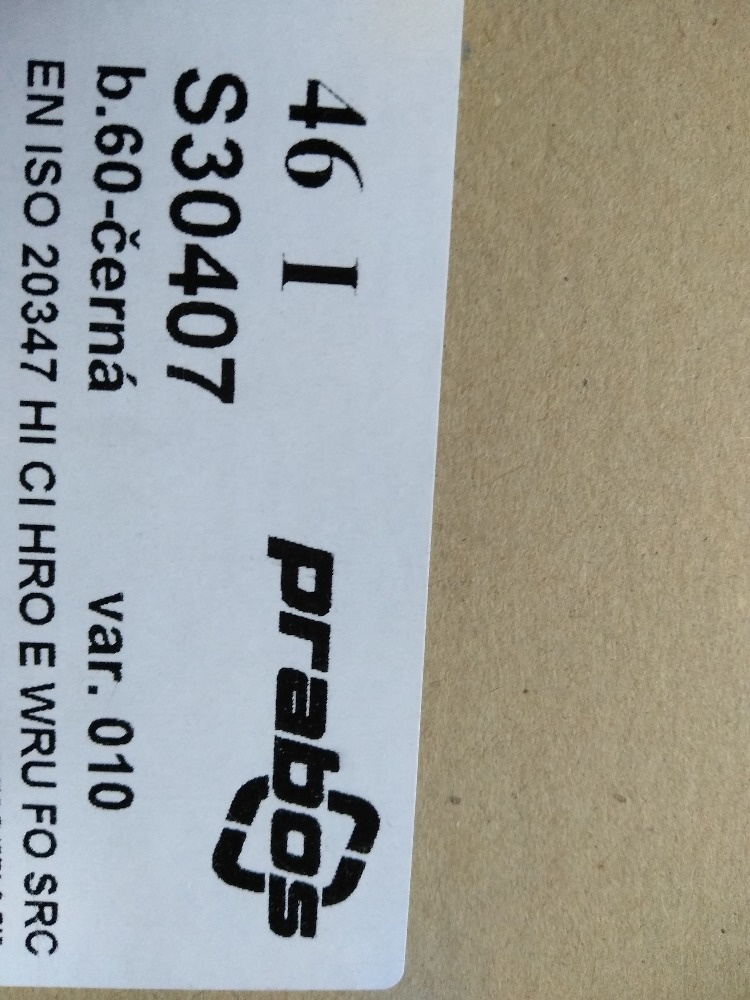 46 I
prabos
S30407
b.60-černá var. 010
EN ISO 20347 HI CI HRO E WRU FO SRC